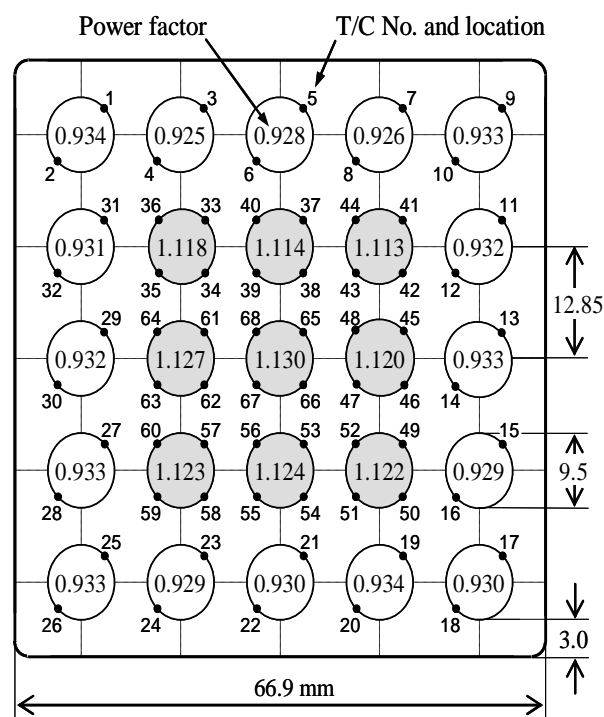 Power factor T/C No. and location
1 3 5 7 9
0.934 0.925 0.928 0.926 0.933
2 4 6 8 10
31 36 33 40 37 44 41 11
0.931 1.118 1.114 1.113 0.932
32 35 34 39 38 43 42 12
12.85
29 64 61 68 65 48 45 13
0.932 1.127 1.130 1.120 0.933
30 63 62 67 66 47 46 14
27 60 57 56 53 52 49 15
0.933 1.123 1.124 1.122 0.929 9.5
28 59 58 55 54 51 50 16
25 23 21 19 17
0.933 0.929 0.930 0.934 0.930
26 24 22 20 18
3.0
66.9 mm